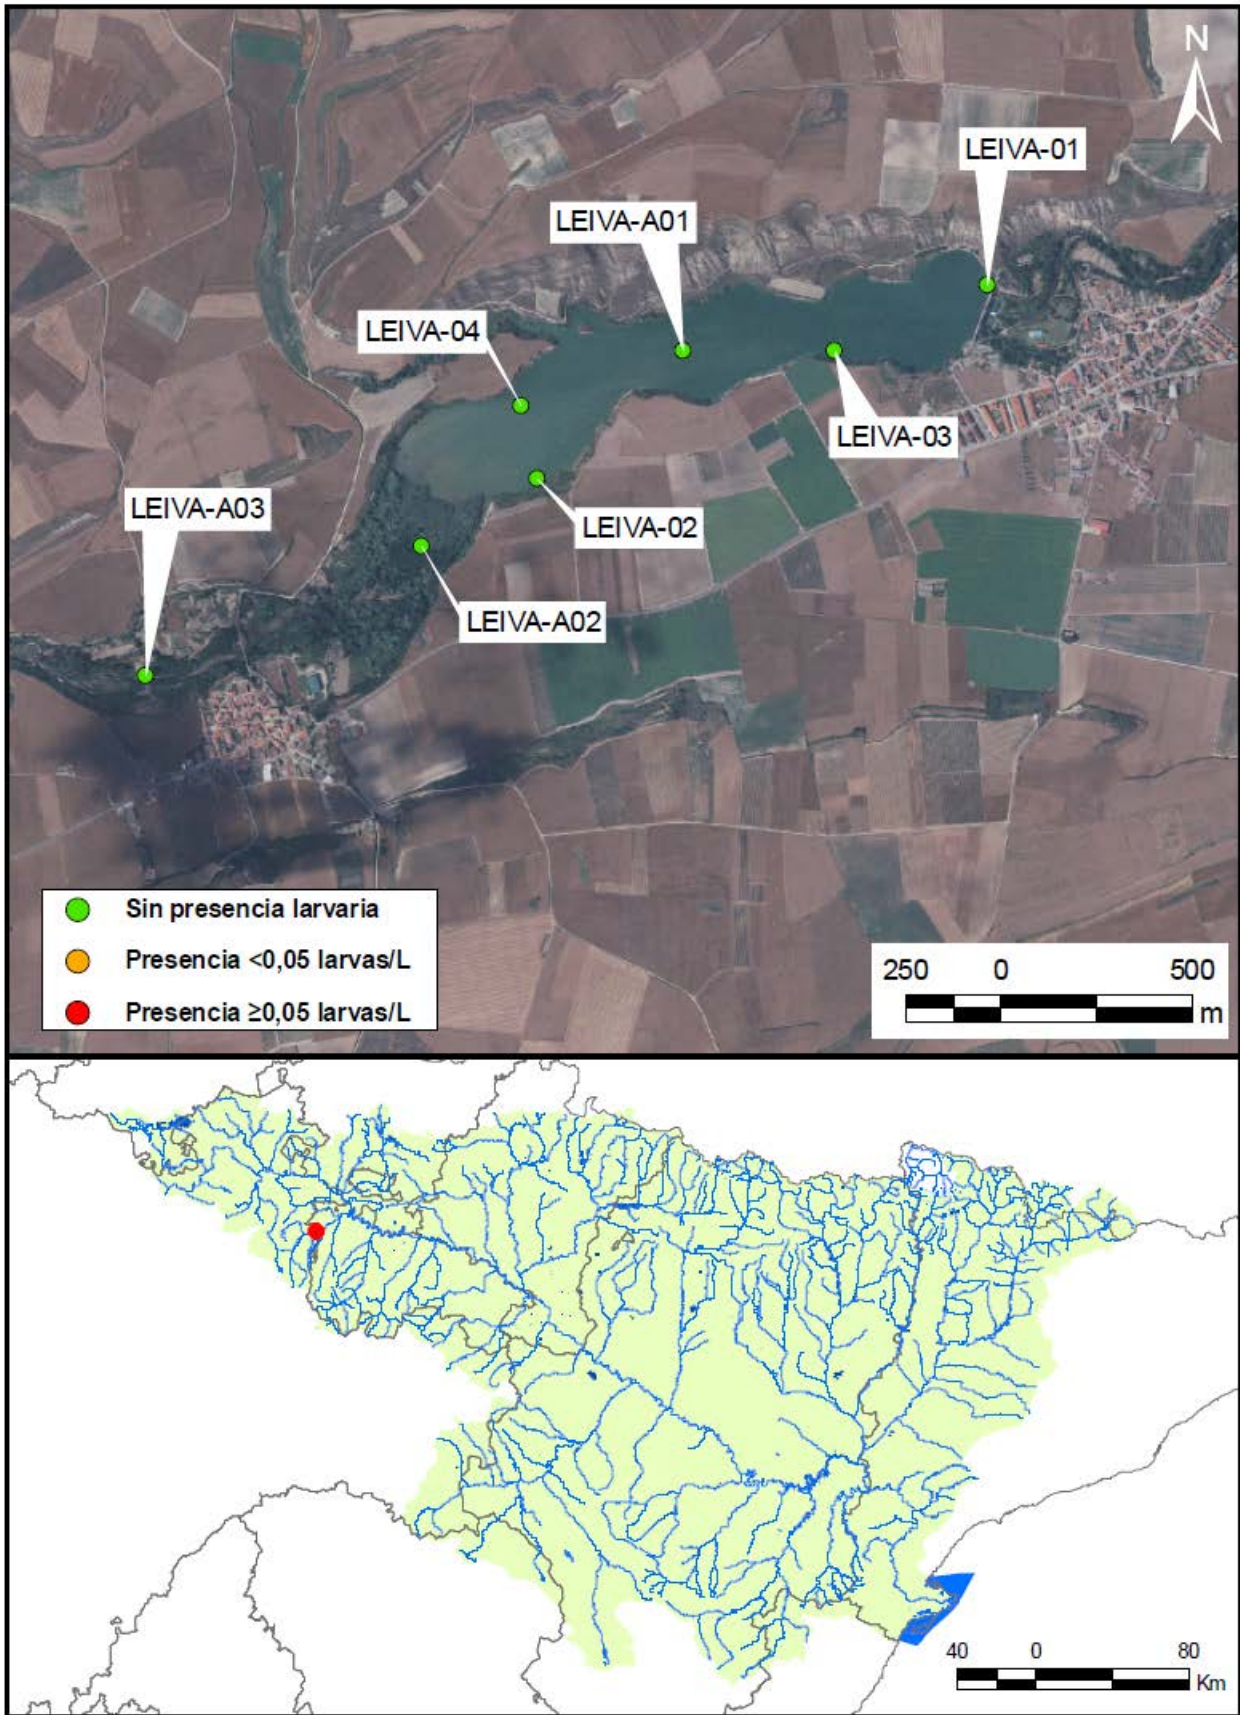 N
LEIVA-01
LEIVA-A01
LEIVA-04
LEIVA-03
LEIVA-A03
LEIVA-02
LEIVA-A02
Sin presencia larvaria
Presencia <0,05 larvas/L
Presencia ≥0,05 larvas/L
250 0 500
m
40 0 80
Km